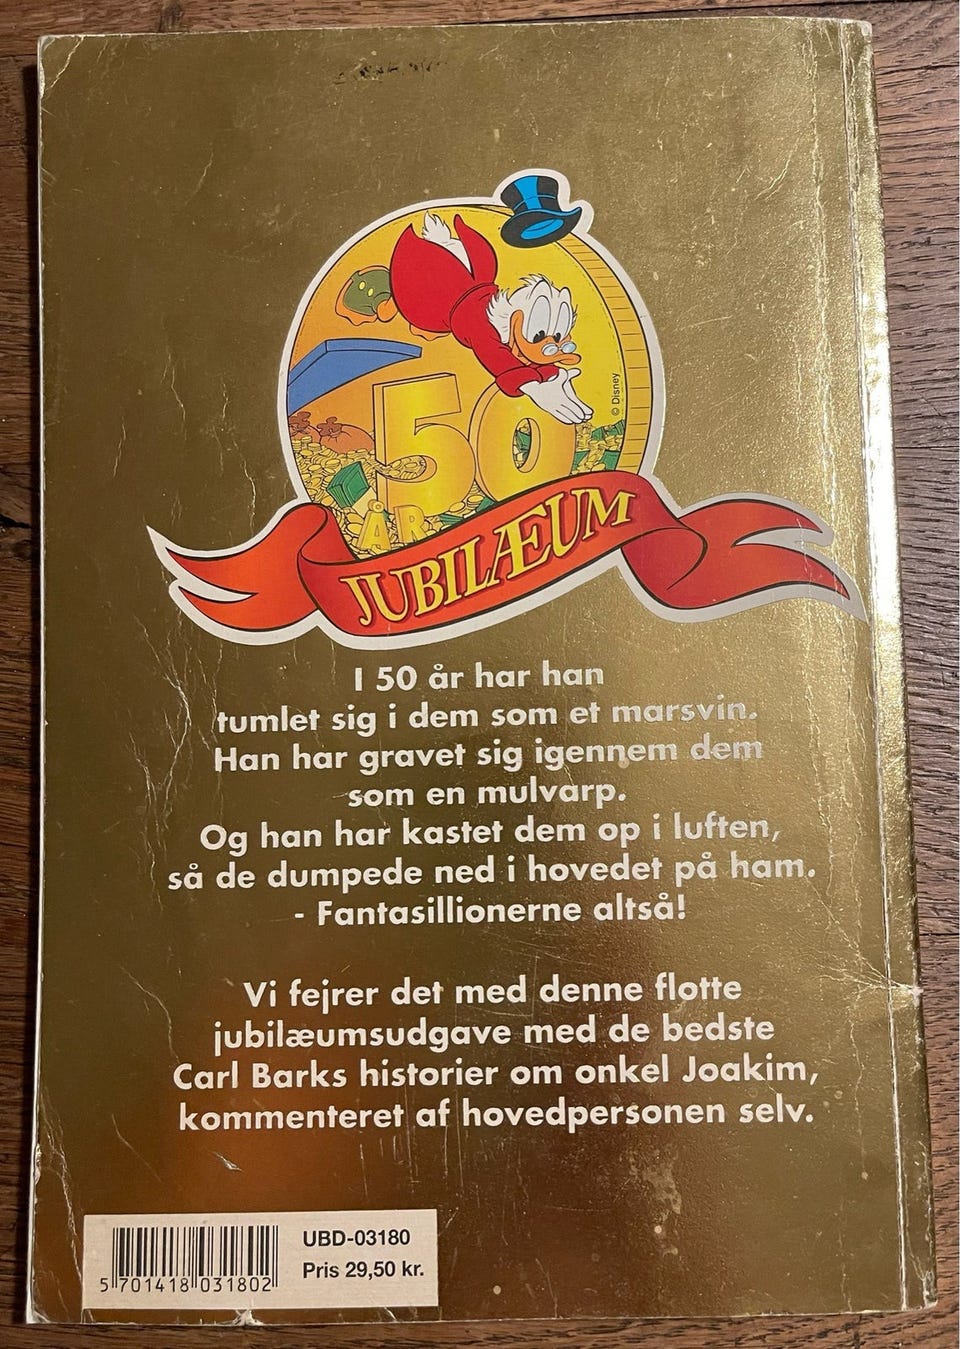 © Disney
50
ÅR
JUBILÆUM
I 50 år har han
tumlet sig i dem som et marsvin.
Han har gravet sig igennem dem
som en mulvarp.
Og han har kastet dem op i luften,
så de dumpede ned i hovedet på ham.
- Fantasillionerne altså!
Vi fejrer det med denne flotte
jubilæumsudgave med de bedste
Carl Barks historier om onkel Joakim,
kommenteret af hovedpersonen selv.
UBD-03180
Pris 29,50 kr.
5 701418 031802